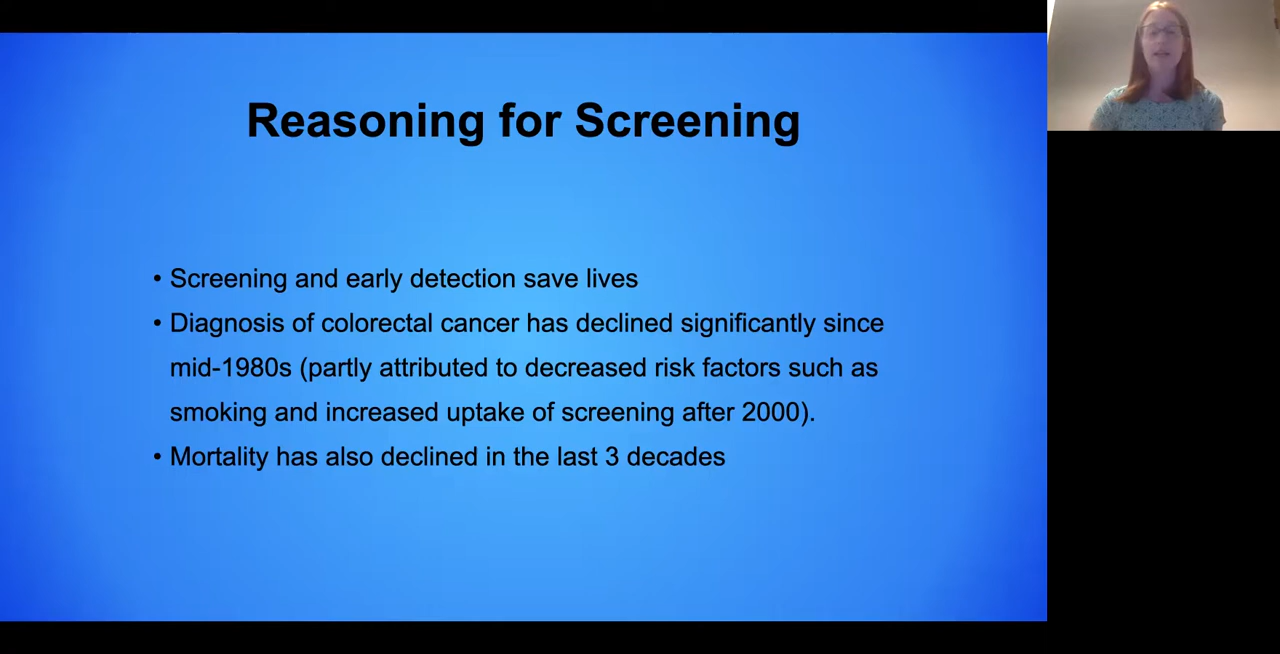 Reasoning for Screening
• Screening and early detection save lives
• Diagnosis of colorectal cancer has declined significantly since
mid-1980s (partly attributed to decreased risk factors such as
smoking and increased uptake of screening after 2000).
• Mortality has also declined in the last 3 decades